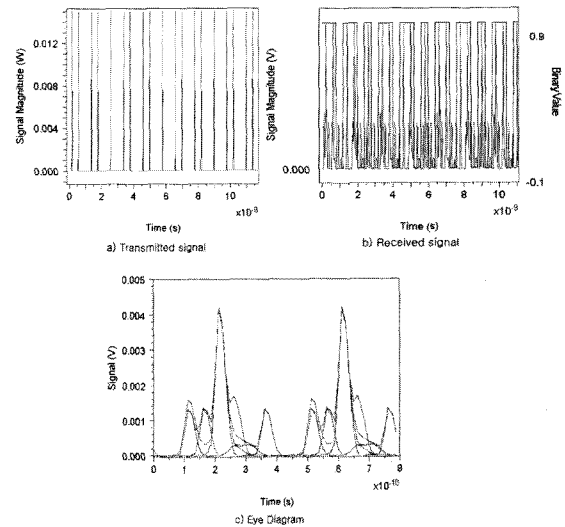 Signal Magnitude (W)
0.012
0.008
0.004
0.000
0 2 4 6 8 10
x10-9
Time (s)
a) Transmitted signal
Signal Magnitude (V)
0.000
0.9
-0.1
Binary Value
0 2 4 6 8 10
x10-9
Time (s)
b) Received signal
Signal (V)
0.005
0.004
0.003
0.002
0.001
0.000
0 1 2 3 4 5 6 7 8
x10-10
Time (s)
c) Eye Diagram